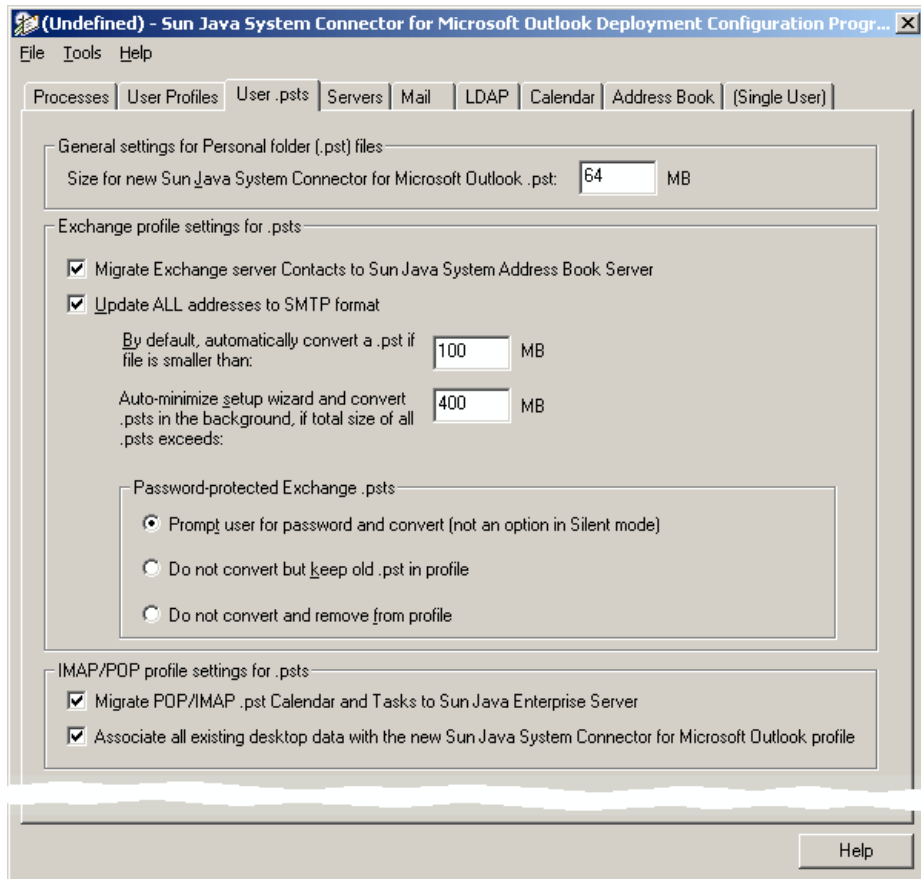 (Undefined) - Sun Java System Connector for Microsoft Outlook Deployment Configuration Progr...
File Tools Help
Processes User Profiles User .psts Servers Mail LDAP Calendar Address Book (Single User)
General settings for Personal folder (.pst) files
Size for new Sun Java System Connector for Microsoft Outlook .pst: 64 MB
Exchange profile settings for .psts
Migrate Exchange server Contacts to Sun Java System Address Book Server
Update ALL addresses to SMTP format
By default, automatically convert a .pst if
file is smaller than:
100 MB
Auto-minimize setup wizard and convert
.psts in the background, if total size of all
.psts exceeds:
400 MB
Password-protected Exchange .psts
Prompt user for password and convert (not an option in Silent mode)
Do not convert but keep old .pst in profile
Do not convert and remove from profile
IMAP/POP profile settings for .psts
Migrate POP/IMAP .pst Calendar and Tasks to Sun Java Enterprise Server
Associate all existing desktop data with the new Sun Java System Connector for Microsoft Outlook profile
Help